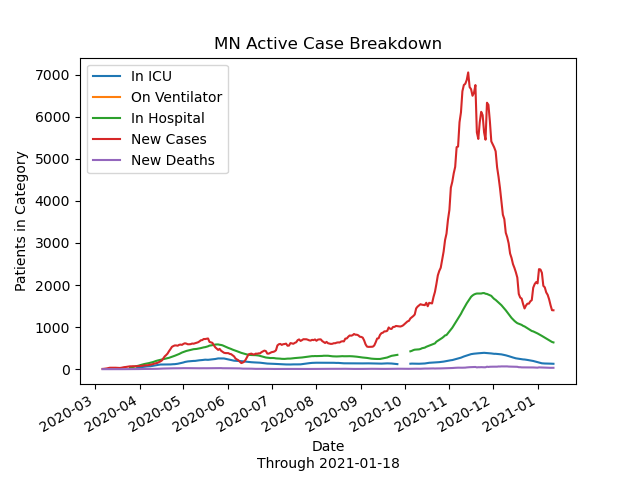 MN Active Case Breakdown
In ICU
On Ventilator
In Hospital
New Cases
New Deaths
Patients in Category
7000
6000
5000
4000
3000
2000
1000
0
2020-03
2020-04
2020-05
2020-06
2020-07
2020-08
2020-09
2020-10
2020-11
2020-12
2021-01
Date
Through 2021-01-18